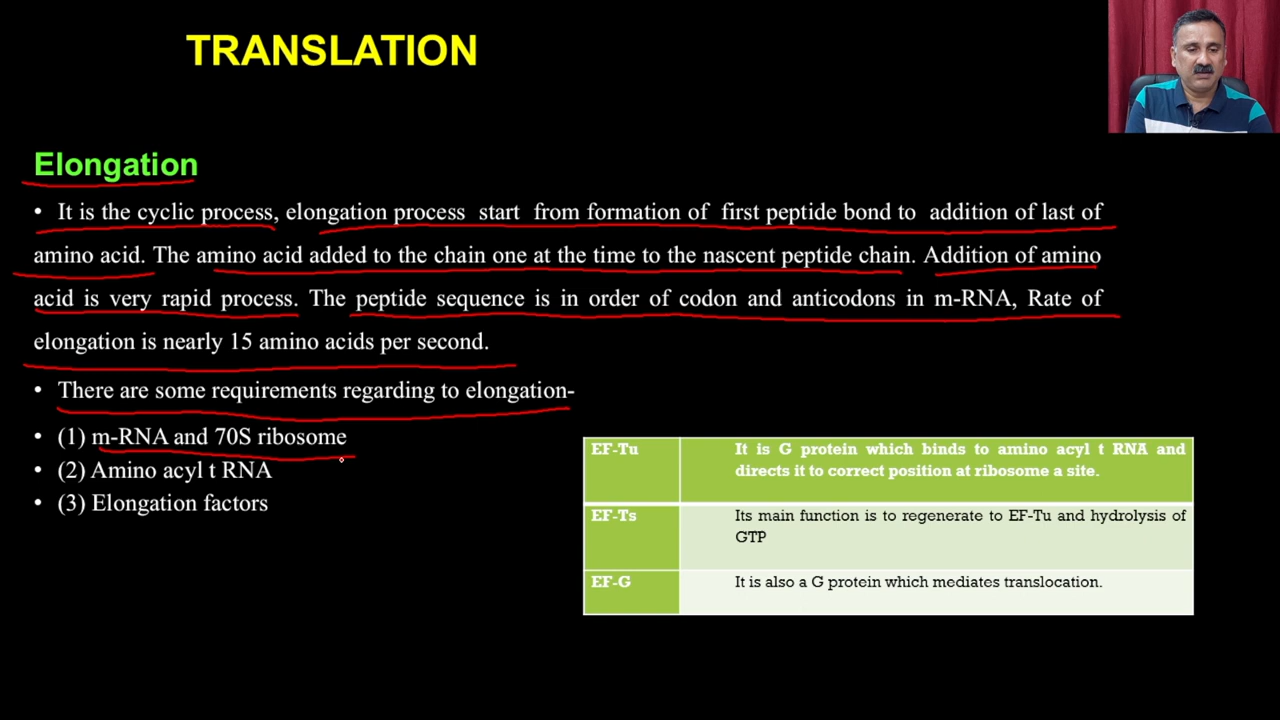 TRANSLATION
Elongation
• It is the cyclic process, elongation process start from formation of first peptide bond to addition of last of
amino acid. The amino acid added to the chain one at the time to the nascent peptide chain. Addition of amino
acid is very rapid process. The peptide sequence is in order of codon and anticodons in m-RNA, Rate of
elongation is nearly 15 amino acids per second.
• There are some requirements regarding to elongation-
• (1) m-RNA and 70S ribosome
• (2) Amino acyl t RNA
• (3) Elongation factors
EF-Tu It is G protein which binds to amino acyl t RNA and
directs it to correct position at ribosome a site.
EF-Ts Its main function is to regenerate to EF-Tu and hydrolysis of
GTP
EF-G It is also a G protein which mediates translocation.